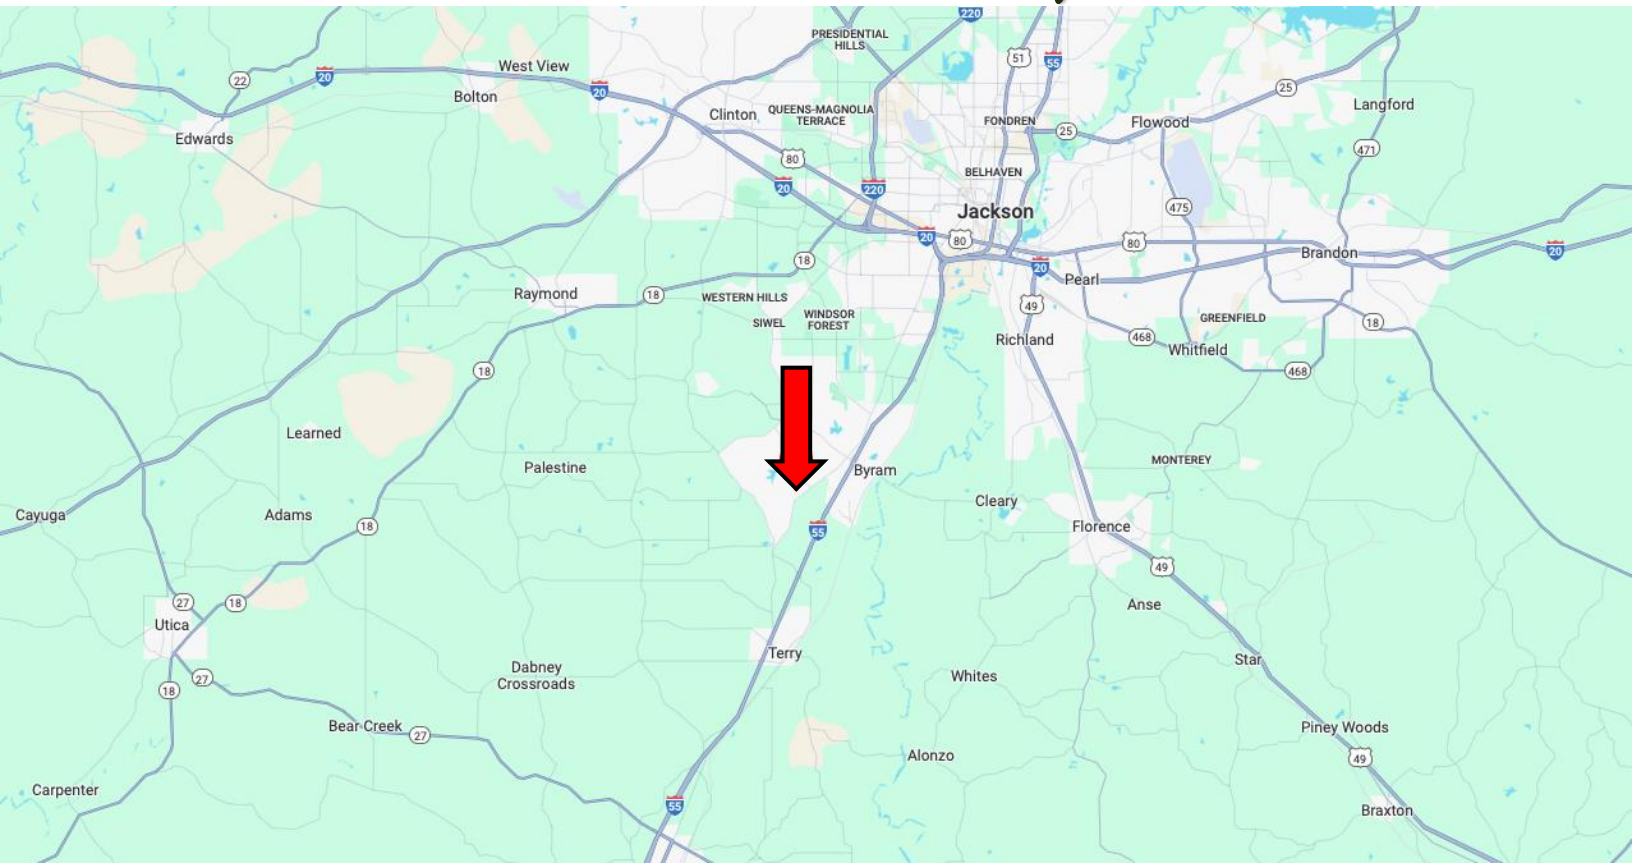 220
PRESIDENTIAL
HILLS
51
55
West View
22
20
20
25
Bolton
Clinton
QUEENS-MAGNOLIA
TERRACE
Langford
FONDREN
25
Flowood
Edwards
471
80
BELHAVEN
20
220
475
Jackson
20
80
80
20
18
20
Brandon
Pearl
Raymond
18
WESTERN HILLS
49
SIWEL
WINDSOR
FOREST
GREENFIELD
18
Richland
468
Whitfield
18
468
Learned
Palestine
Byram
MONTEREY
Cleary
Cayuga
Adams
18
55
Florence
49
27
18
Anse
Utica
Terry
Star
Dabney
Crossroads
Whites
27
18
Bear Creek
27
Piney Woods
Alonzo
49
Carpenter
55
Braxton